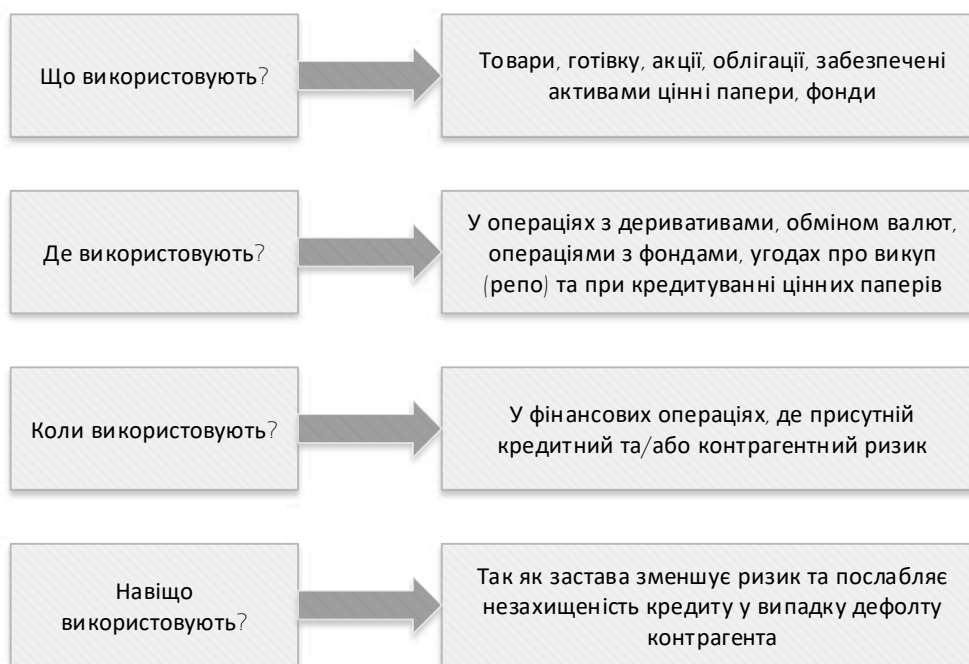 Що використовують?
Товари, готівку, акції, облігації, забезпечені
активами цінні папери, фонди
Де використовують?
У операціях з деривативами, обміном валют,
операціями з фондами, угодах про викуп
(репо) та при кредитуванні цінних паперів
Коли використовують?
У фінансових операціях, де присутній
кредитний та/або контрагентний ризик
Навіщо
використовують?
Так як застава зменшує ризик та послабляє
незахищеність кредиту у випадку дефолту
контрагента